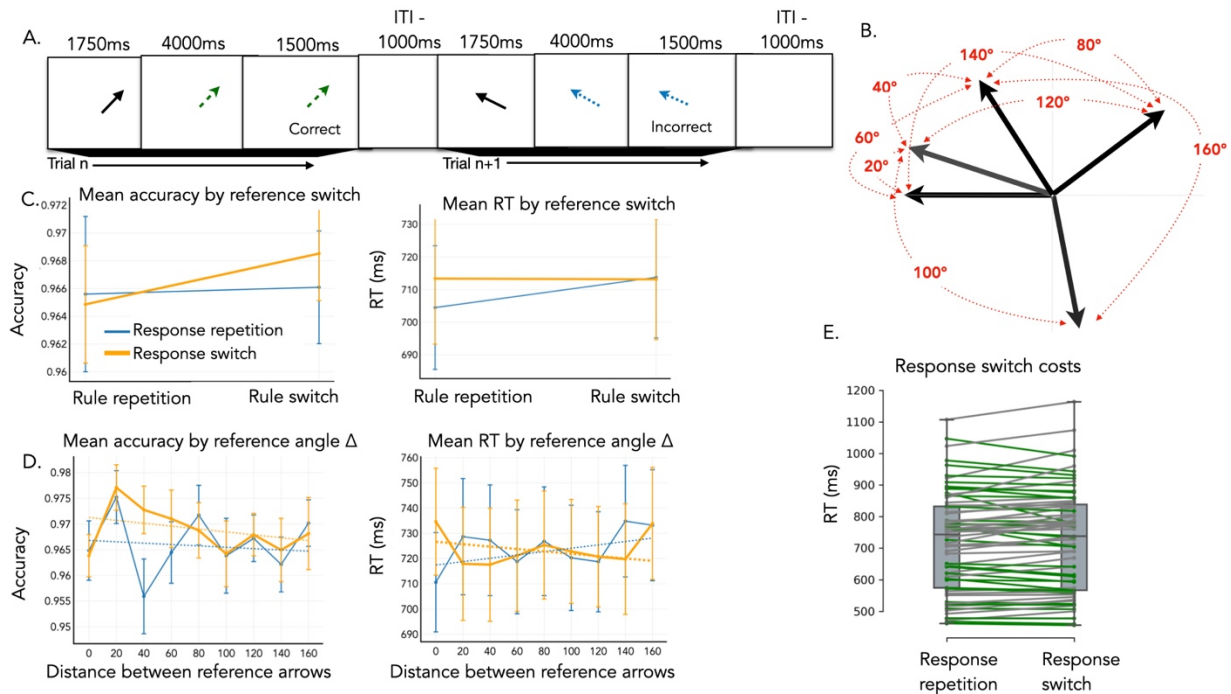 A.
ITI -
ITI -
1750ms 4000ms 1500ms 1000ms 1750ms 4000ms 1500ms 1000ms
Correct
Incorrect
Trial n
Trial n+1
B.
140°
80°
40°
120°
60°
160°
20°
100°
C.
Mean accuracy by reference switch
0.972
0.97
0.968
0.966
0.964
0.962
0.96
Accuracy
Response repetition
Response switch
Rule repetition Rule switch
Mean RT by reference switch
730
720
710
700
690
RT (ms)
Rule repetition Rule switch
D.
Mean accuracy by reference angle Δ
0.98
0.975
0.97
0.965
0.96
0.955
0.95
Accuracy
0 20 40 60 80 100 120 140 160
Distance between reference arrows
Mean RT by reference angle Δ
760
750
740
730
720
710
700
690
RT (ms)
0 20 40 60 80 100 120 140 160
Distance between reference arrows
E.
Response switch costs
1200
1100
1000
900
800
700
600
500
RT (ms)
Response repetition
Response switch